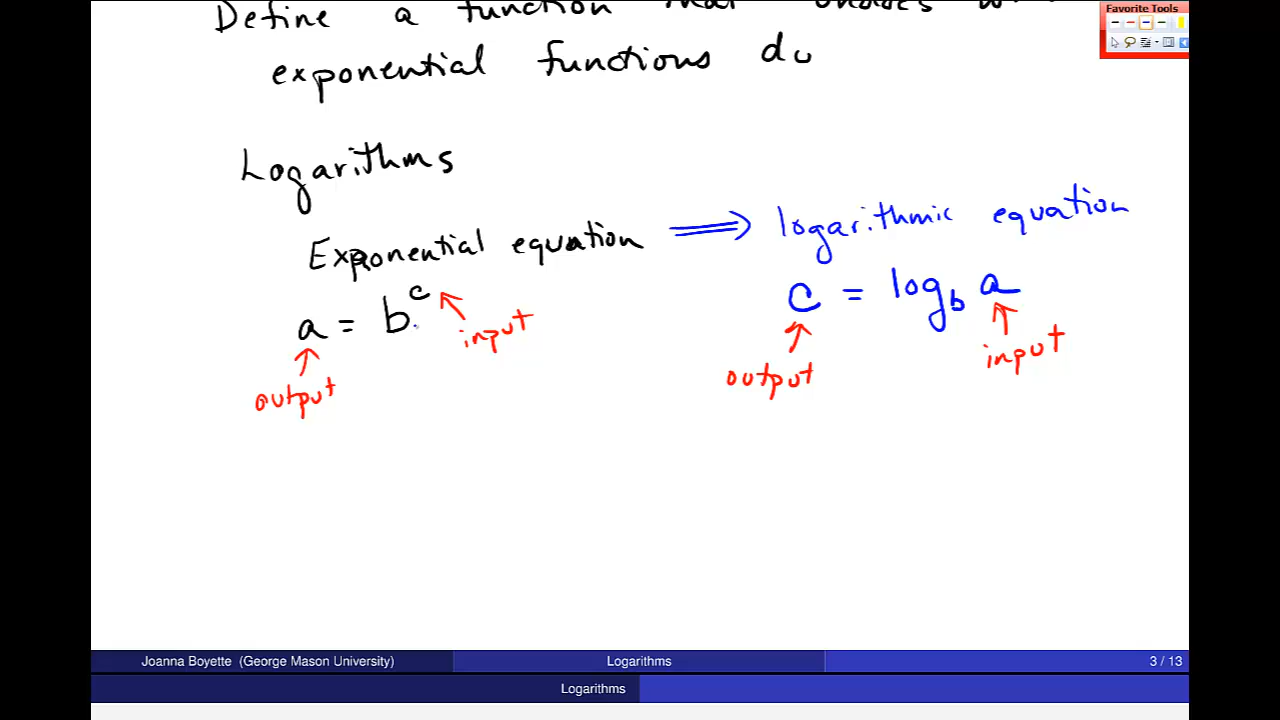 Favorite Tools
Define a function that
exponential functions do
Logarithms
Exponential equation ⟹ logarithmic equation
a = b^c c = log_b a
input input
output output
Joanna Boyette (George Mason University) Logarithms 3 / 13
Logarithms